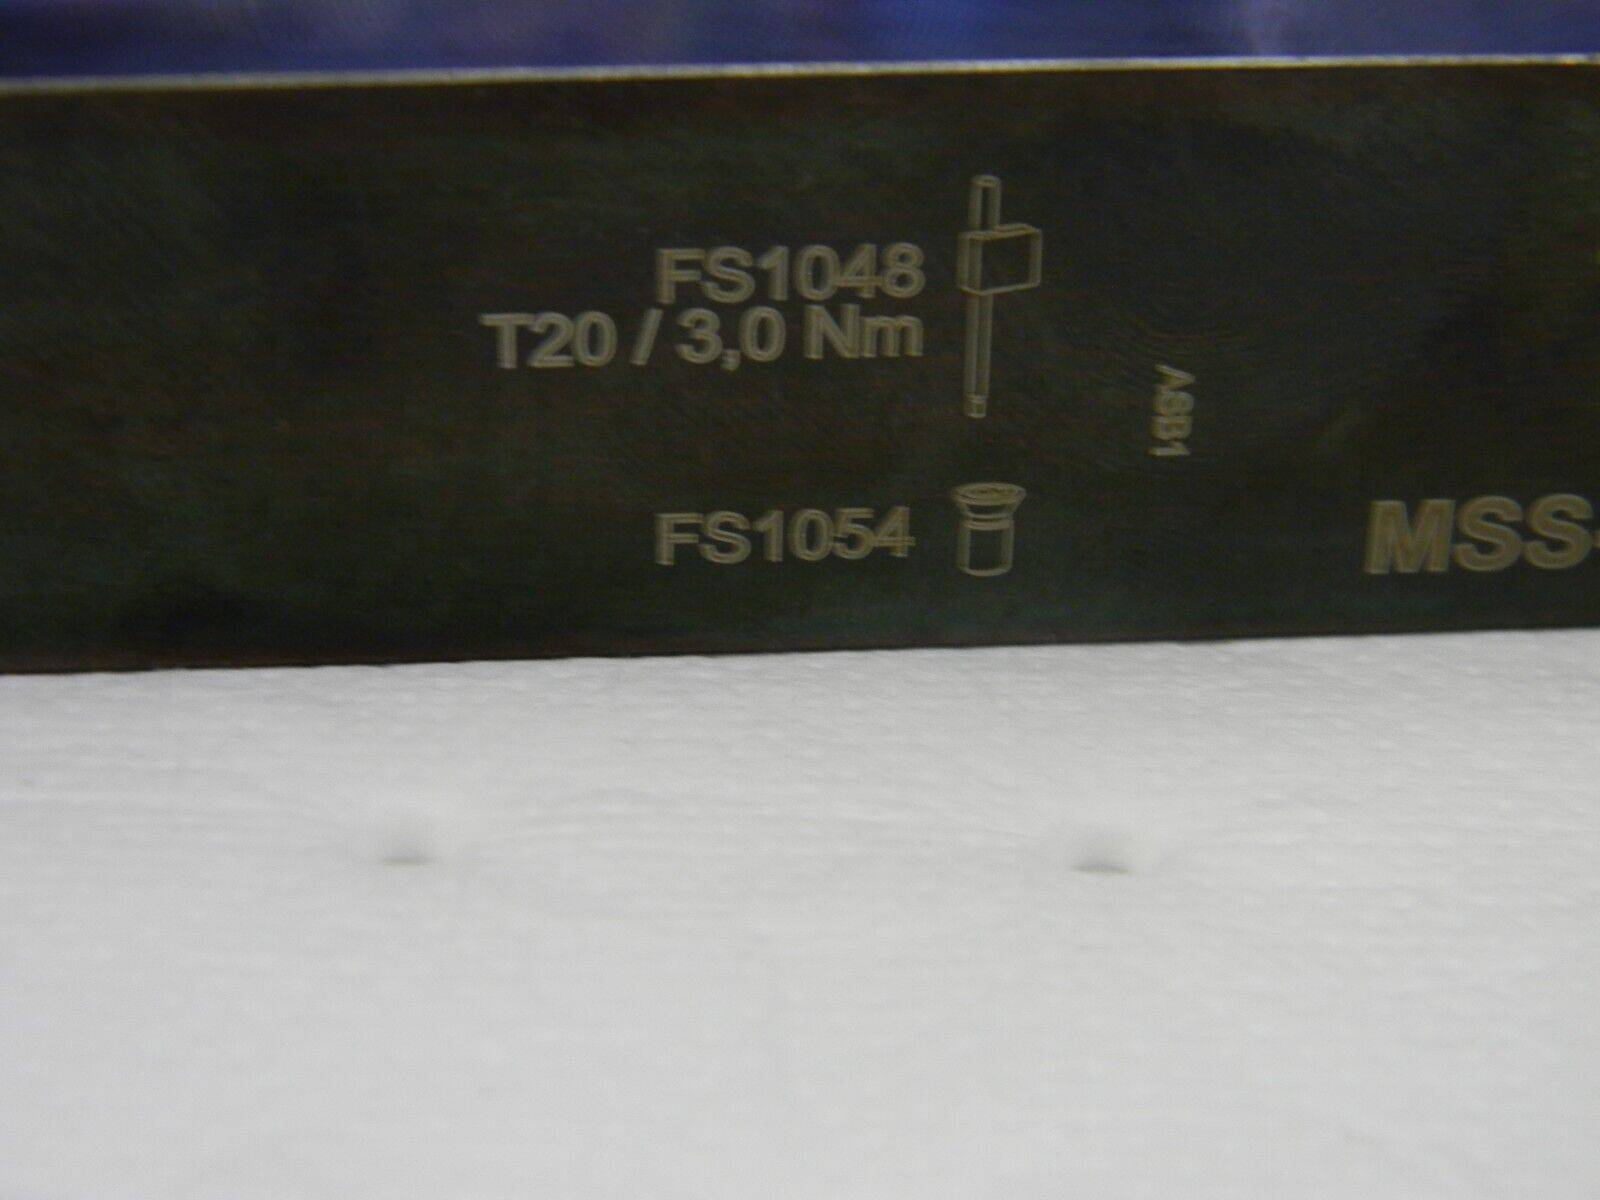 FS1048
T20 / 3,0 Nm
ASB1
FS1054
MSS-